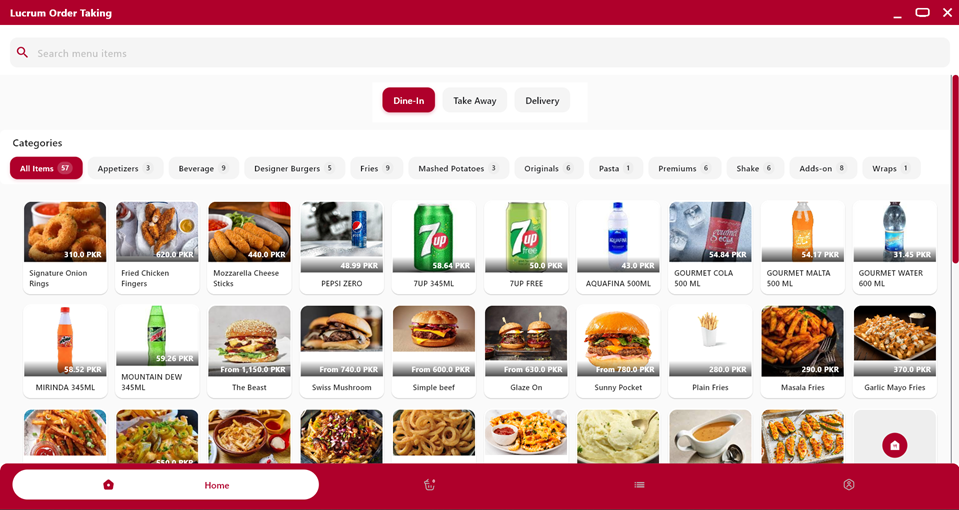 Lucrum Order Taking
Search menu items
Dine-In Take Away Delivery
Categories
All Items 57 Appetizers 3 Beverage 9 Designer Burgers 5 Fries 9 Mashed Potatoes 3 Originals 6 Pasta 1 Premiums 6 Shake 6 Adds-on 8 Wraps 1
310.0 PKR 620.0 PKR 440.0 PKR 48.99 PKR 58.64 PKR 50.0 PKR 43.0 PKR 54.84 PKR 54.17 PKR 31.45 PKR
Signature Onion Rings
Fried Chicken Fingers
Mozzarella Cheese Sticks
PEPSI ZERO
7UP 345ML
7UP FREE
AQUAFINA 500ML
GOURMET COLA 500 ML
GOURMET MALTA 500 ML
GOURMET WATER 600 ML
58.52 PKR 59.26 PKR From 1,150.0 PKR From 740.0 PKR From 600.0 PKR From 630.0 PKR From 780.0 PKR 280.0 PKR 290.0 PKR 370.0 PKR
MIRINDA 345ML
MOUNTAIN DEW 345ML
The Beast
Swiss Mushroom
Simple beef
Glaze On
Sunny Pocket
Plain Fries
Masala Fries
Garlic Mayo Fries
Home